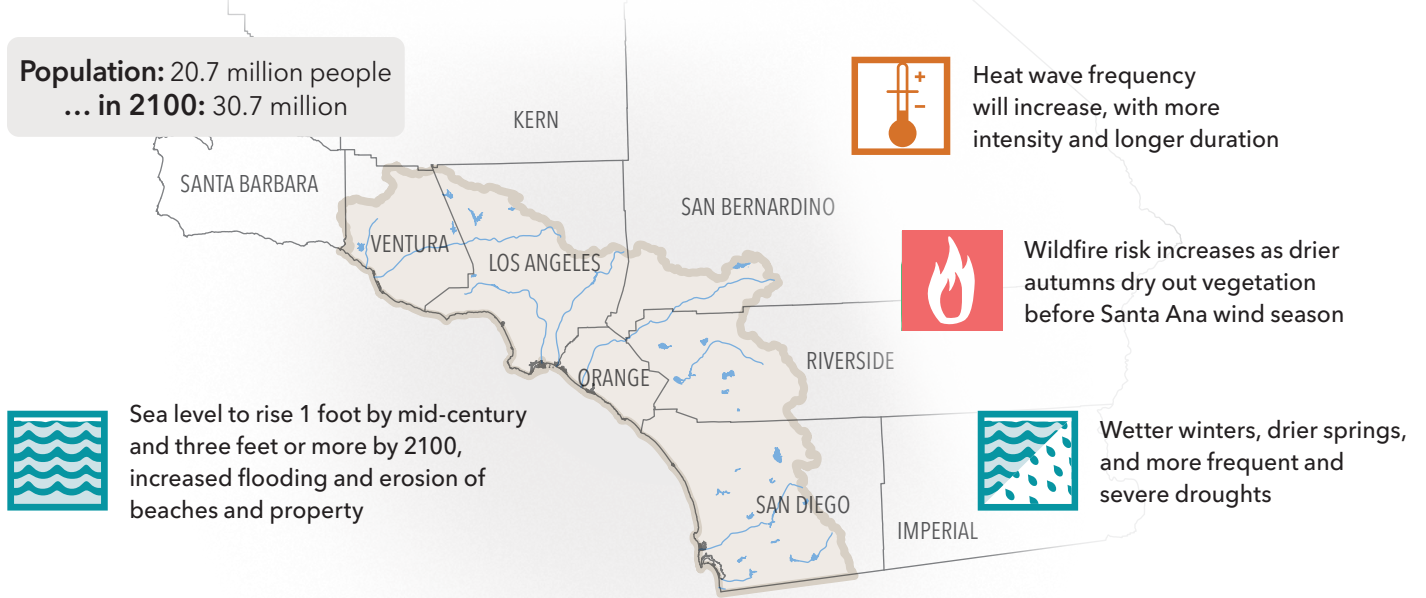 Population: 20.7 million people
... in 2100: 30.7 million
Heat wave frequency
will increase, with more
intensity and longer duration
KERN
SANTA BARBARA
SAN BERNARDINO
VENTURA
LOS ANGELES
Wildfire risk increases as drier
autumns dry out vegetation
before Santa Ana wind season
RIVERSIDE
ORANGE
Sea level to rise 1 foot by mid-century
and three feet or more by 2100,
increased flooding and erosion of
beaches and property
Wetter winters, drier springs,
and more frequent and
severe droughts
SAN DIEGO
IMPERIAL